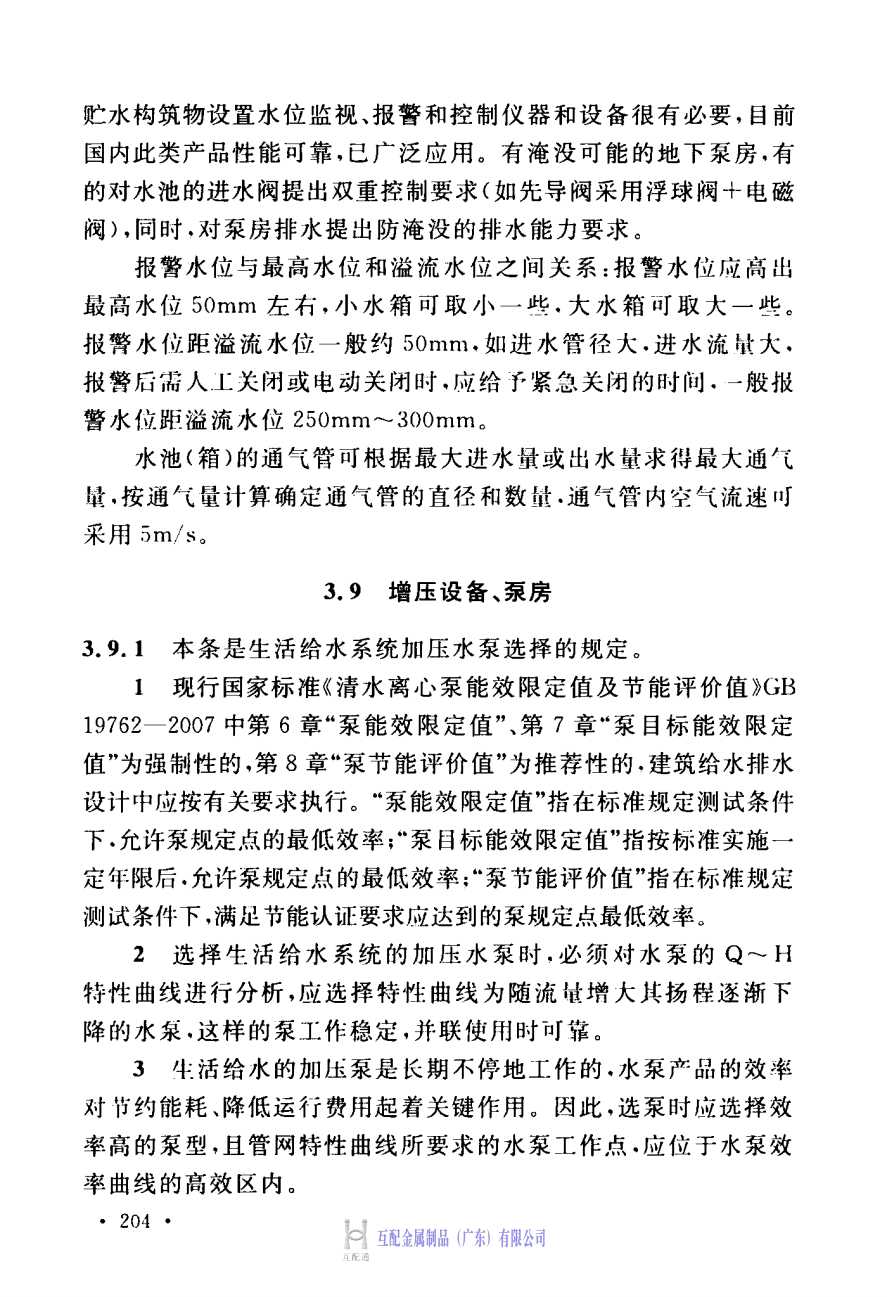 贮水构筑物设置水位监视、报警和控制仪器和设备很有必要,目前
国内此类产品性能可靠,已广泛应用。有淹没可能的地下泵房,有
的对水池的进水阀提出双重控制要求(如先导阀采用浮球阀+电磁
阀),同时,对泵房排水提出防淹没的排水能力要求。
报警水位与最高水位和溢流水位之间关系:报警水位应高出
最高水位 50mm 左右,小水箱可取小一些,大水箱可取大一些。
报警水位距溢流水位一般约 50mm,如进水管径大,进水流量大,
报警后需人工关闭或电动关闭时,应给予紧急关闭的时间,一般报
警水位距溢流水位 250mm~300mm。
水池(箱)的通气管可根据最大进水量或出水量求得最大通气
量,按通气量计算确定通气管的直径和数量,通气管内空气流速可
采用 5m/s。
3.9 增压设备、泵房
3.9.1 本条是生活给水系统加压水泵选择的规定。
1 现行国家标准《清水离心泵能效限定值及节能评价值》GB
19762—2007 中第 6 章“泵能效限定值”、第 7 章“泵目标能效限定
值”为强制性的,第 8 章“泵节能评价值”为推荐性的,建筑给水排水
设计中应按有关要求执行。“泵能效限定值”指在标准规定测试条件
下,允许泵规定点的最低效率;“泵目标能效限定值”指按标准实施一
定年限后,允许泵规定点的最低效率;“泵节能评价值”指在标准规定
测试条件下,满足节能认证要求应达到的泵规定点最低效率。
2 选择生活给水系统的加压水泵时,必须对水泵的 Q~H
特性曲线进行分析,应选择特性曲线为随流量增大其扬程逐渐下
降的水泵,这样的泵工作稳定,并联使用时可靠。
3 生活给水的加压泵是长期不停地工作的,水泵产品的效率
对节约能耗、降低运行费用起着关键作用。因此,选泵时应选择效
率高的泵型,且管网特性曲线所要求的水泵工作点,应位于水泵效
率曲线的高效区内。
• 204 •
互配金属制品(广东)有限公司
互配通